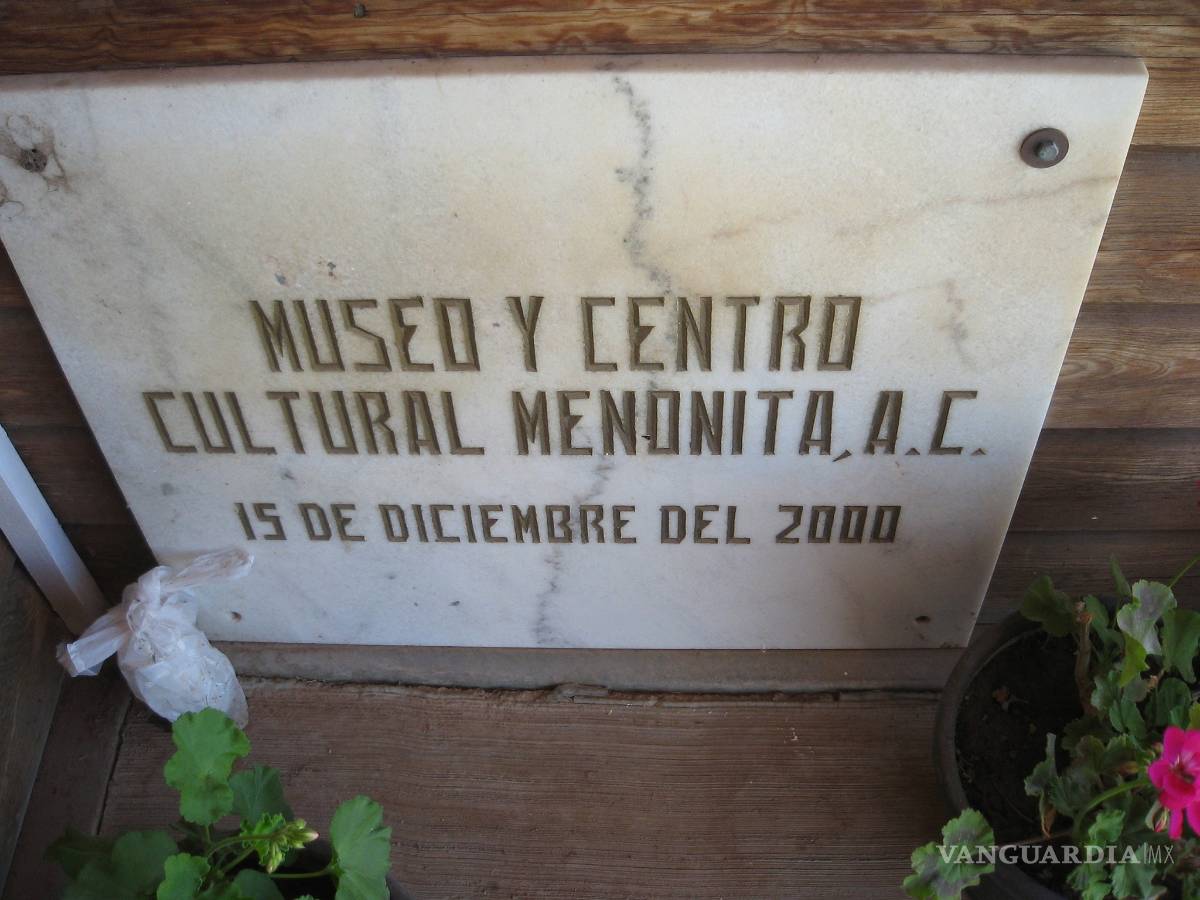 MUSEO Y CENTRO
CULTURAL MENONITA, A.C.
15 DE DICIEMBRE DEL 2000
VANGUARDIA|MX